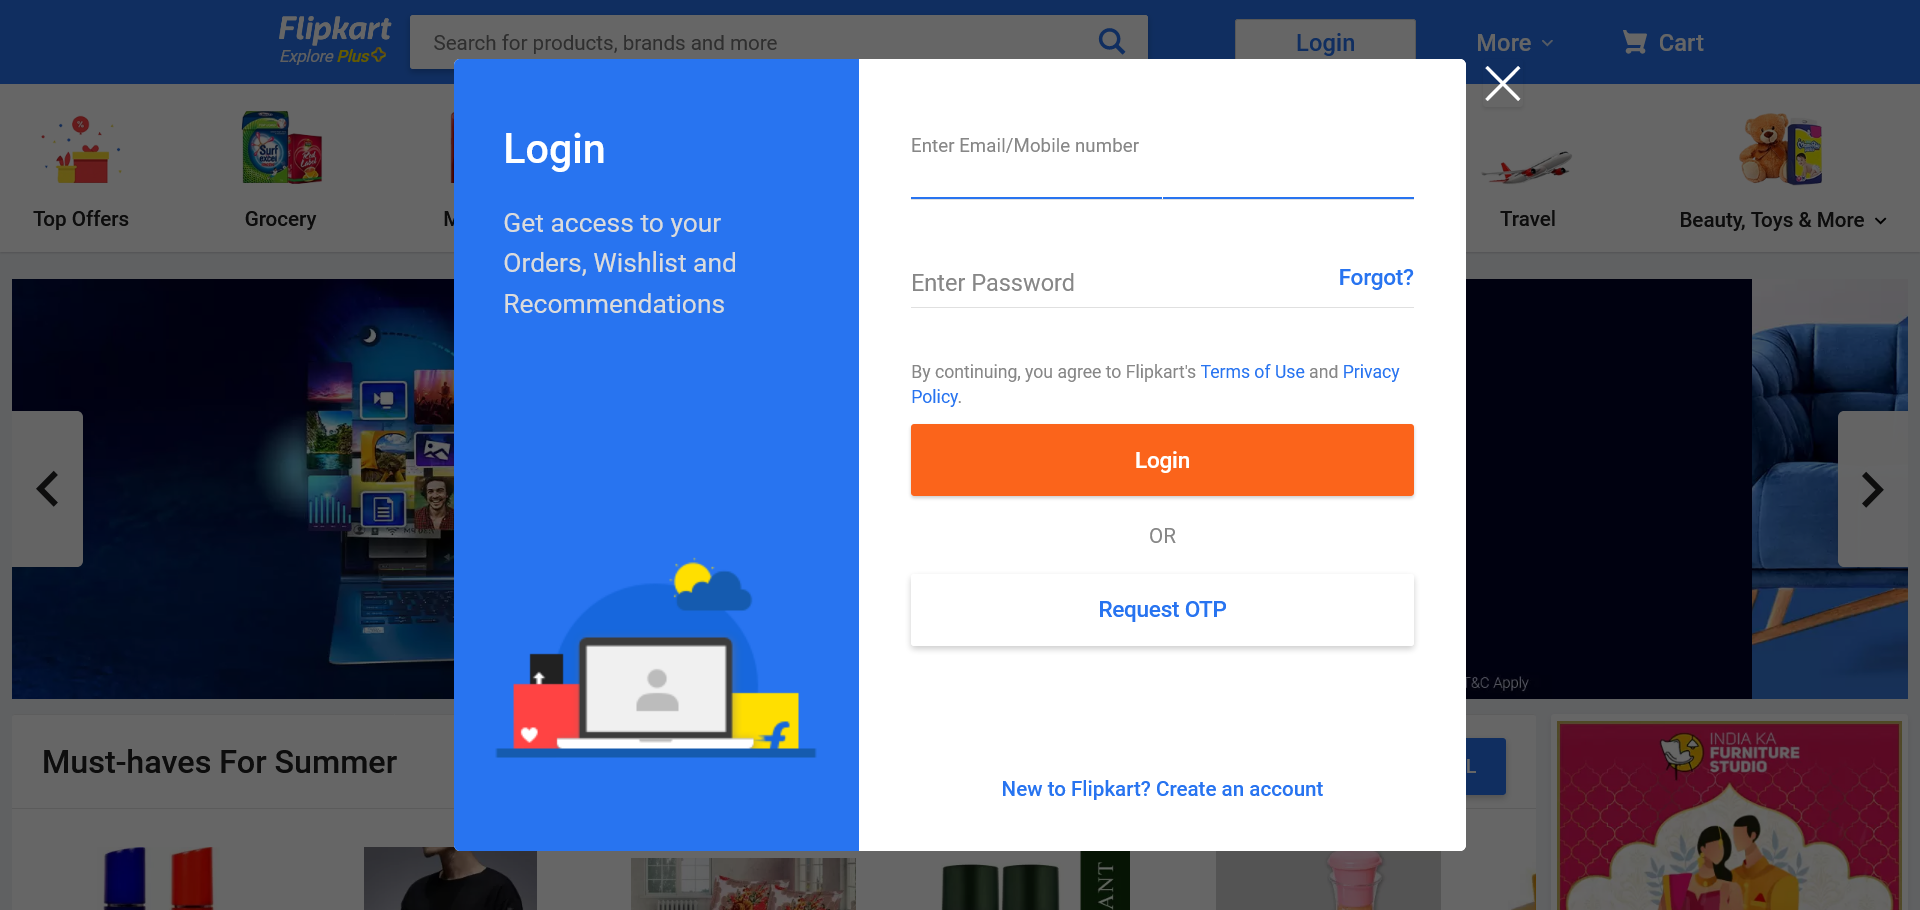 Flipkart
Explore Plus
Search for products, brands and more
Login
More
Cart
Top Offers
Grocery
Travel
Beauty, Toys & More
Login
Get access to your
Orders, Wishlist and
Recommendations
Enter Email/Mobile number
Enter Password
Forgot?
By continuing, you agree to Flipkart's Terms of Use and Privacy
Policy.
Login
OR
Request OTP
New to Flipkart? Create an account
T&C Apply
Must-haves For Summer
INDIA KA
FURNITURE
STUDIO
Surf
excel